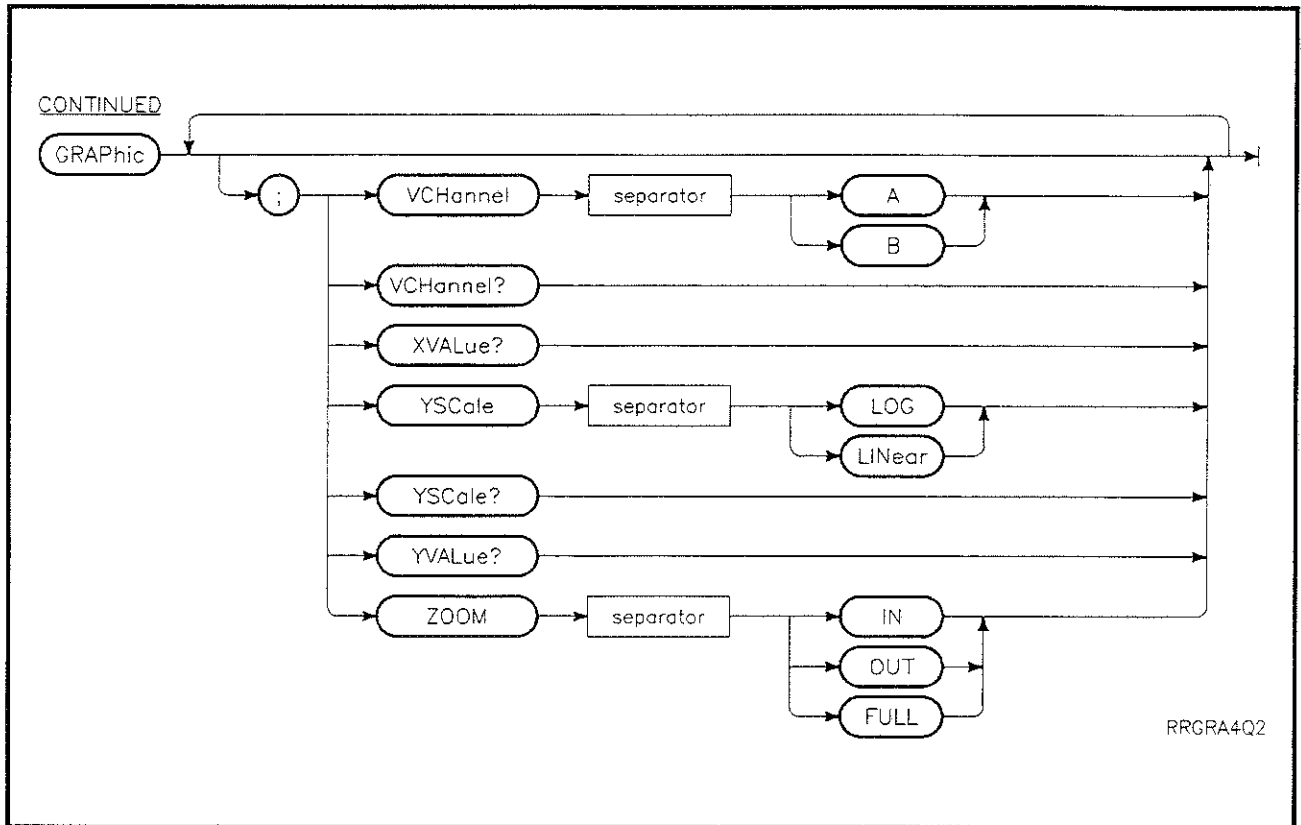 CONTINUED
GRAPhic
;
VCHannel separator A
B
VCHannel?
XVALue?
YSCale separator LOG
LINear
YSCale?
YVALue?
ZOOM separator IN
OUT
FULL
RRGRA4Q2